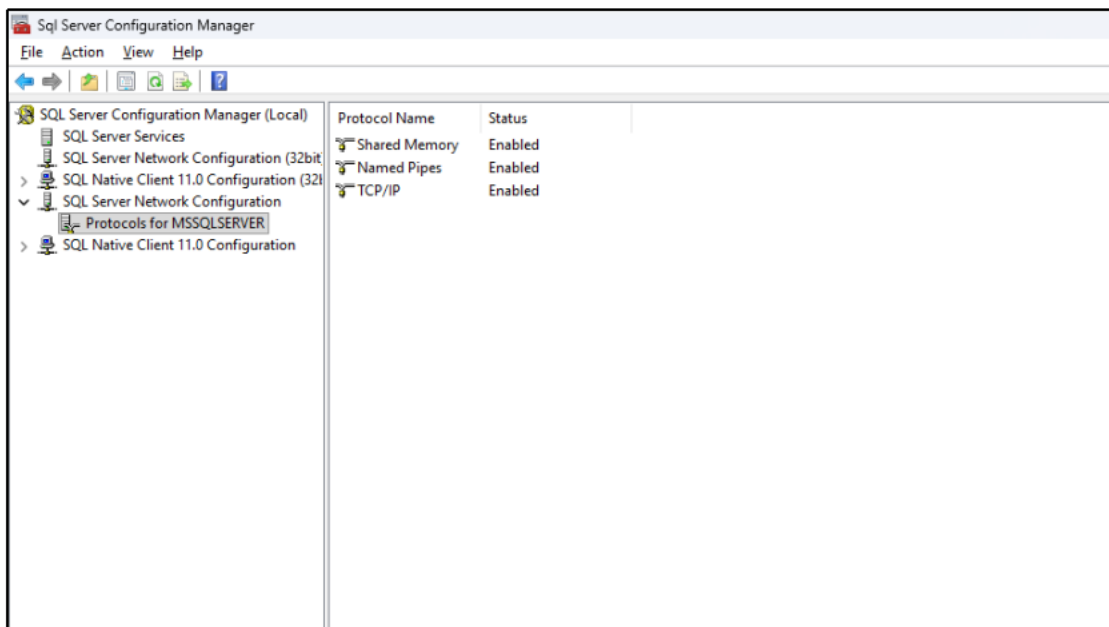 Sql Server Configuration Manager
File Action View Help
SQL Server Configuration Manager (Local)
SQL Server Services
SQL Server Network Configuration (32bit
SQL Native Client 11.0 Configuration (32
SQL Server Network Configuration
Protocols for MSSQLSERVER
SQL Native Client 11.0 Configuration
Protocol Name Status
Shared Memory Enabled
Named Pipes Enabled
TCP/IP Enabled